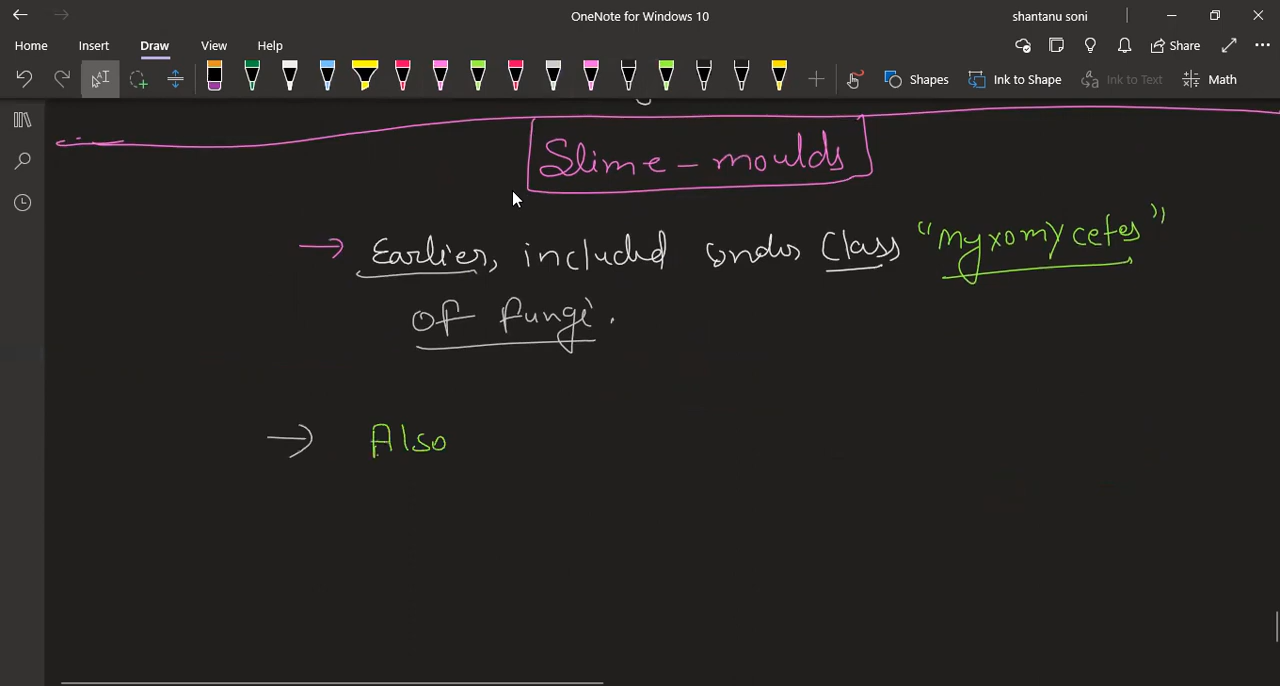 OneNote for Windows 10
shantanu soni
Home Insert Draw View Help
Share
Shapes Ink to Shape Ink to Text Math
Slime - moulds
→ Earlier, included under Class "Myxomycetes"
of fungi.
→ Also